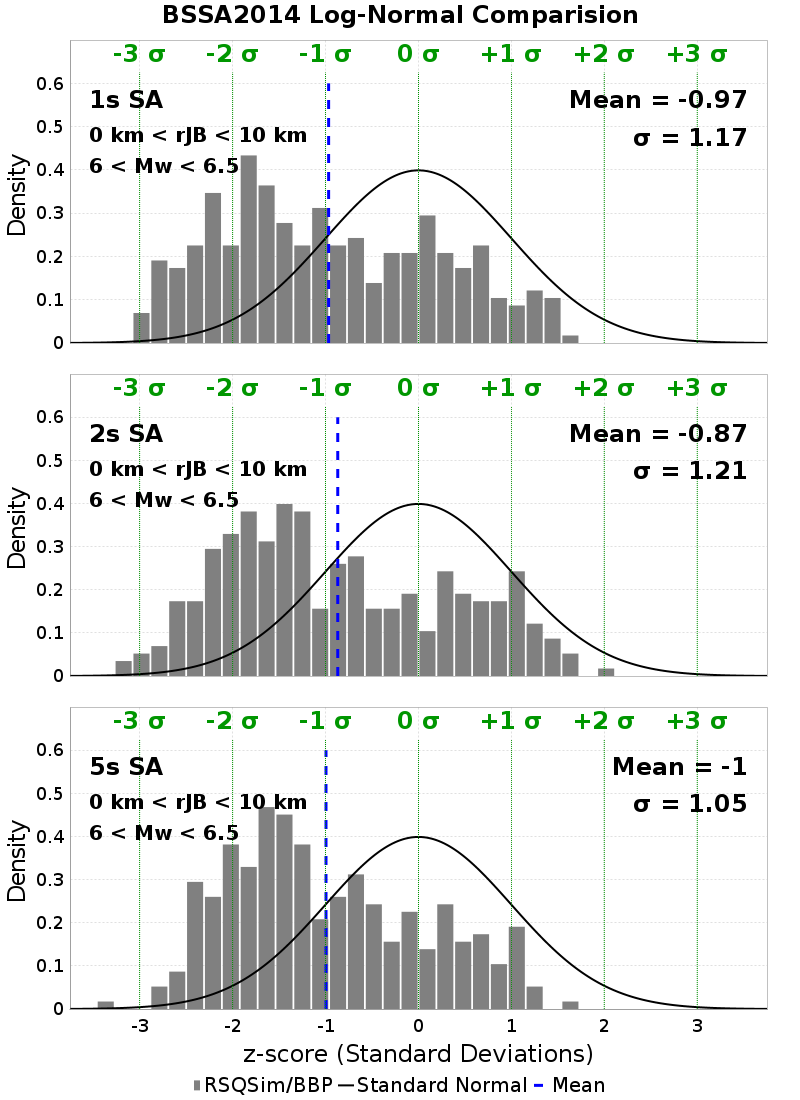 BSSA2014 Log-Normal Comparision
-3 σ -2 σ -1 σ 0 σ +1 σ +2 σ +3 σ
1s SA
0 km < rJB < 10 km
6 < Mw < 6.5
Mean = -0.97
σ = 1.17
Density
0.6
0.5
0.4
0.3
0.2
0.1
0
-3 σ -2 σ -1 σ 0 σ +1 σ +2 σ +3 σ
2s SA
0 km < rJB < 10 km
6 < Mw < 6.5
Mean = -0.87
σ = 1.21
Density
0.6
0.5
0.4
0.3
0.2
0.1
0
-3 σ -2 σ -1 σ 0 σ +1 σ +2 σ +3 σ
5s SA
0 km < rJB < 10 km
6 < Mw < 6.5
Mean = -1
σ = 1.05
Density
0.6
0.5
0.4
0.3
0.2
0.1
0
-3 -2 -1 0 1 2 3
z-score (Standard Deviations)
RSQSim/BBP Standard Normal Mean